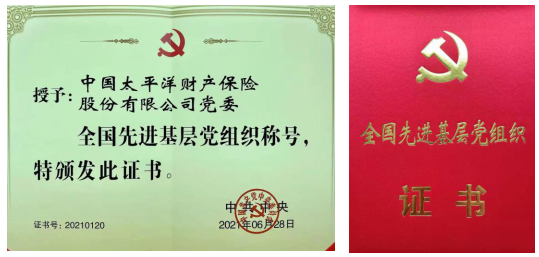 授予:
中国太平洋财产保险
股份有限公司党委
全国先进基层党组织称号,
特颁发此证书。
中共中央
2021年06月28日
证书号: 20210120
全国先进基层党组织
证书